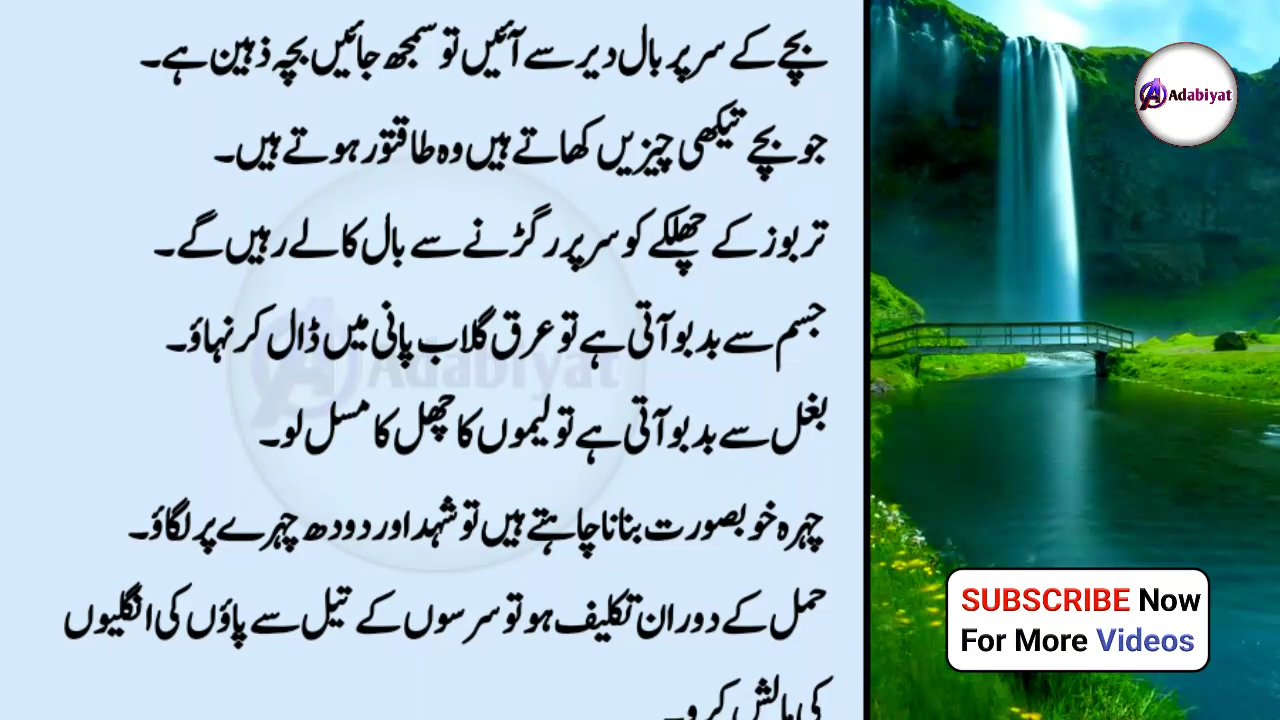 بچے کے سر پر بال دیر سے آئیں تو سمجھ جائیں بچہ ذہین ہے۔
جو بچے تیکھی چیزیں کھاتے ہیں وہ طاقتور ہوتے ہیں۔
تربوز کے چھلکے کو سر پر رگڑنے سے بال کالے رہیں گے۔
جسم سے بدبو آتی ہے تو عرق گلاب پانی میں ڈال کر نہاؤ۔
بغل سے بدبو آتی ہے تو لیموں کا چھل کا مسل لو۔
چہرہ خوبصورت بنانا چاہتے ہیں تو شہد اور دودھ چہرے پر لگاؤ۔
حمل کے دوران تکلیف ہو تو سرسوں کے تیل سے پاؤں کی انگلیوں
کی مالش کرو۔
Adabiyat
Adabiyat
SUBSCRIBE Now
For More Videos